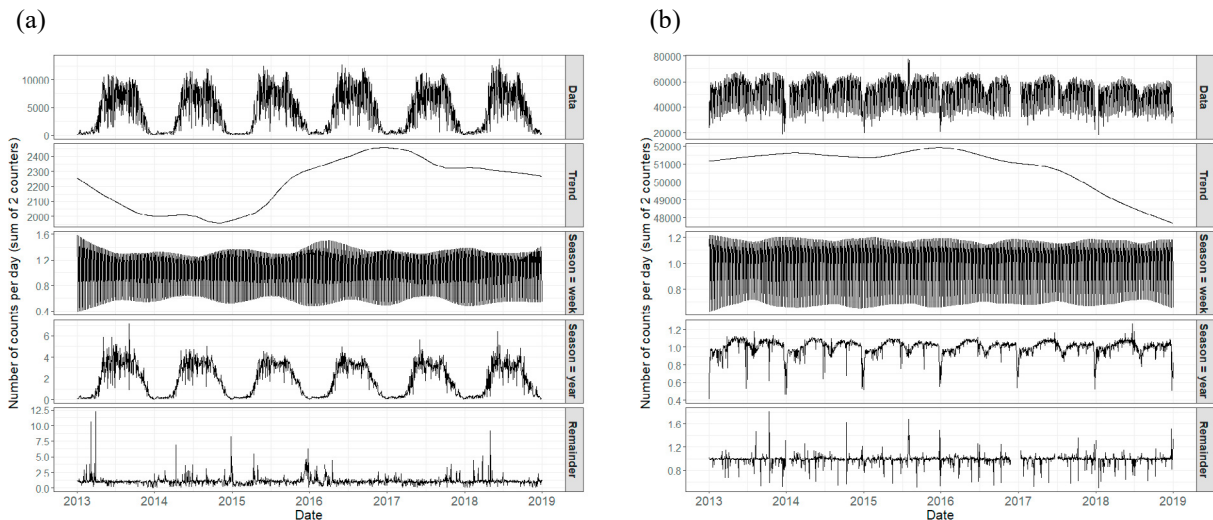 (a)
Number of counts per day (sum of 2 counters)
10000
5000
0
Data
2400
2300
2200
2100
2000
Trend
1.6
1.2
0.8
0.4
Season = week
6
4
2
0
Season = year
12.5
10.0
7.5
5.0
2.5
0.0
Remainder
2013 2014 2015 2016 2017 2018 2019
Date
(b)
Number of counts per day (sum of 2 counters)
80000
60000
40000
20000
Data
52000
51000
50000
49000
48000
Trend
1.2
1.0
0.8
Season = week
1.2
1.0
0.8
0.6
0.4
Season = year
1.6
1.2
0.8
Remainder
2013 2014 2015 2016 2017 2018 2019
Date